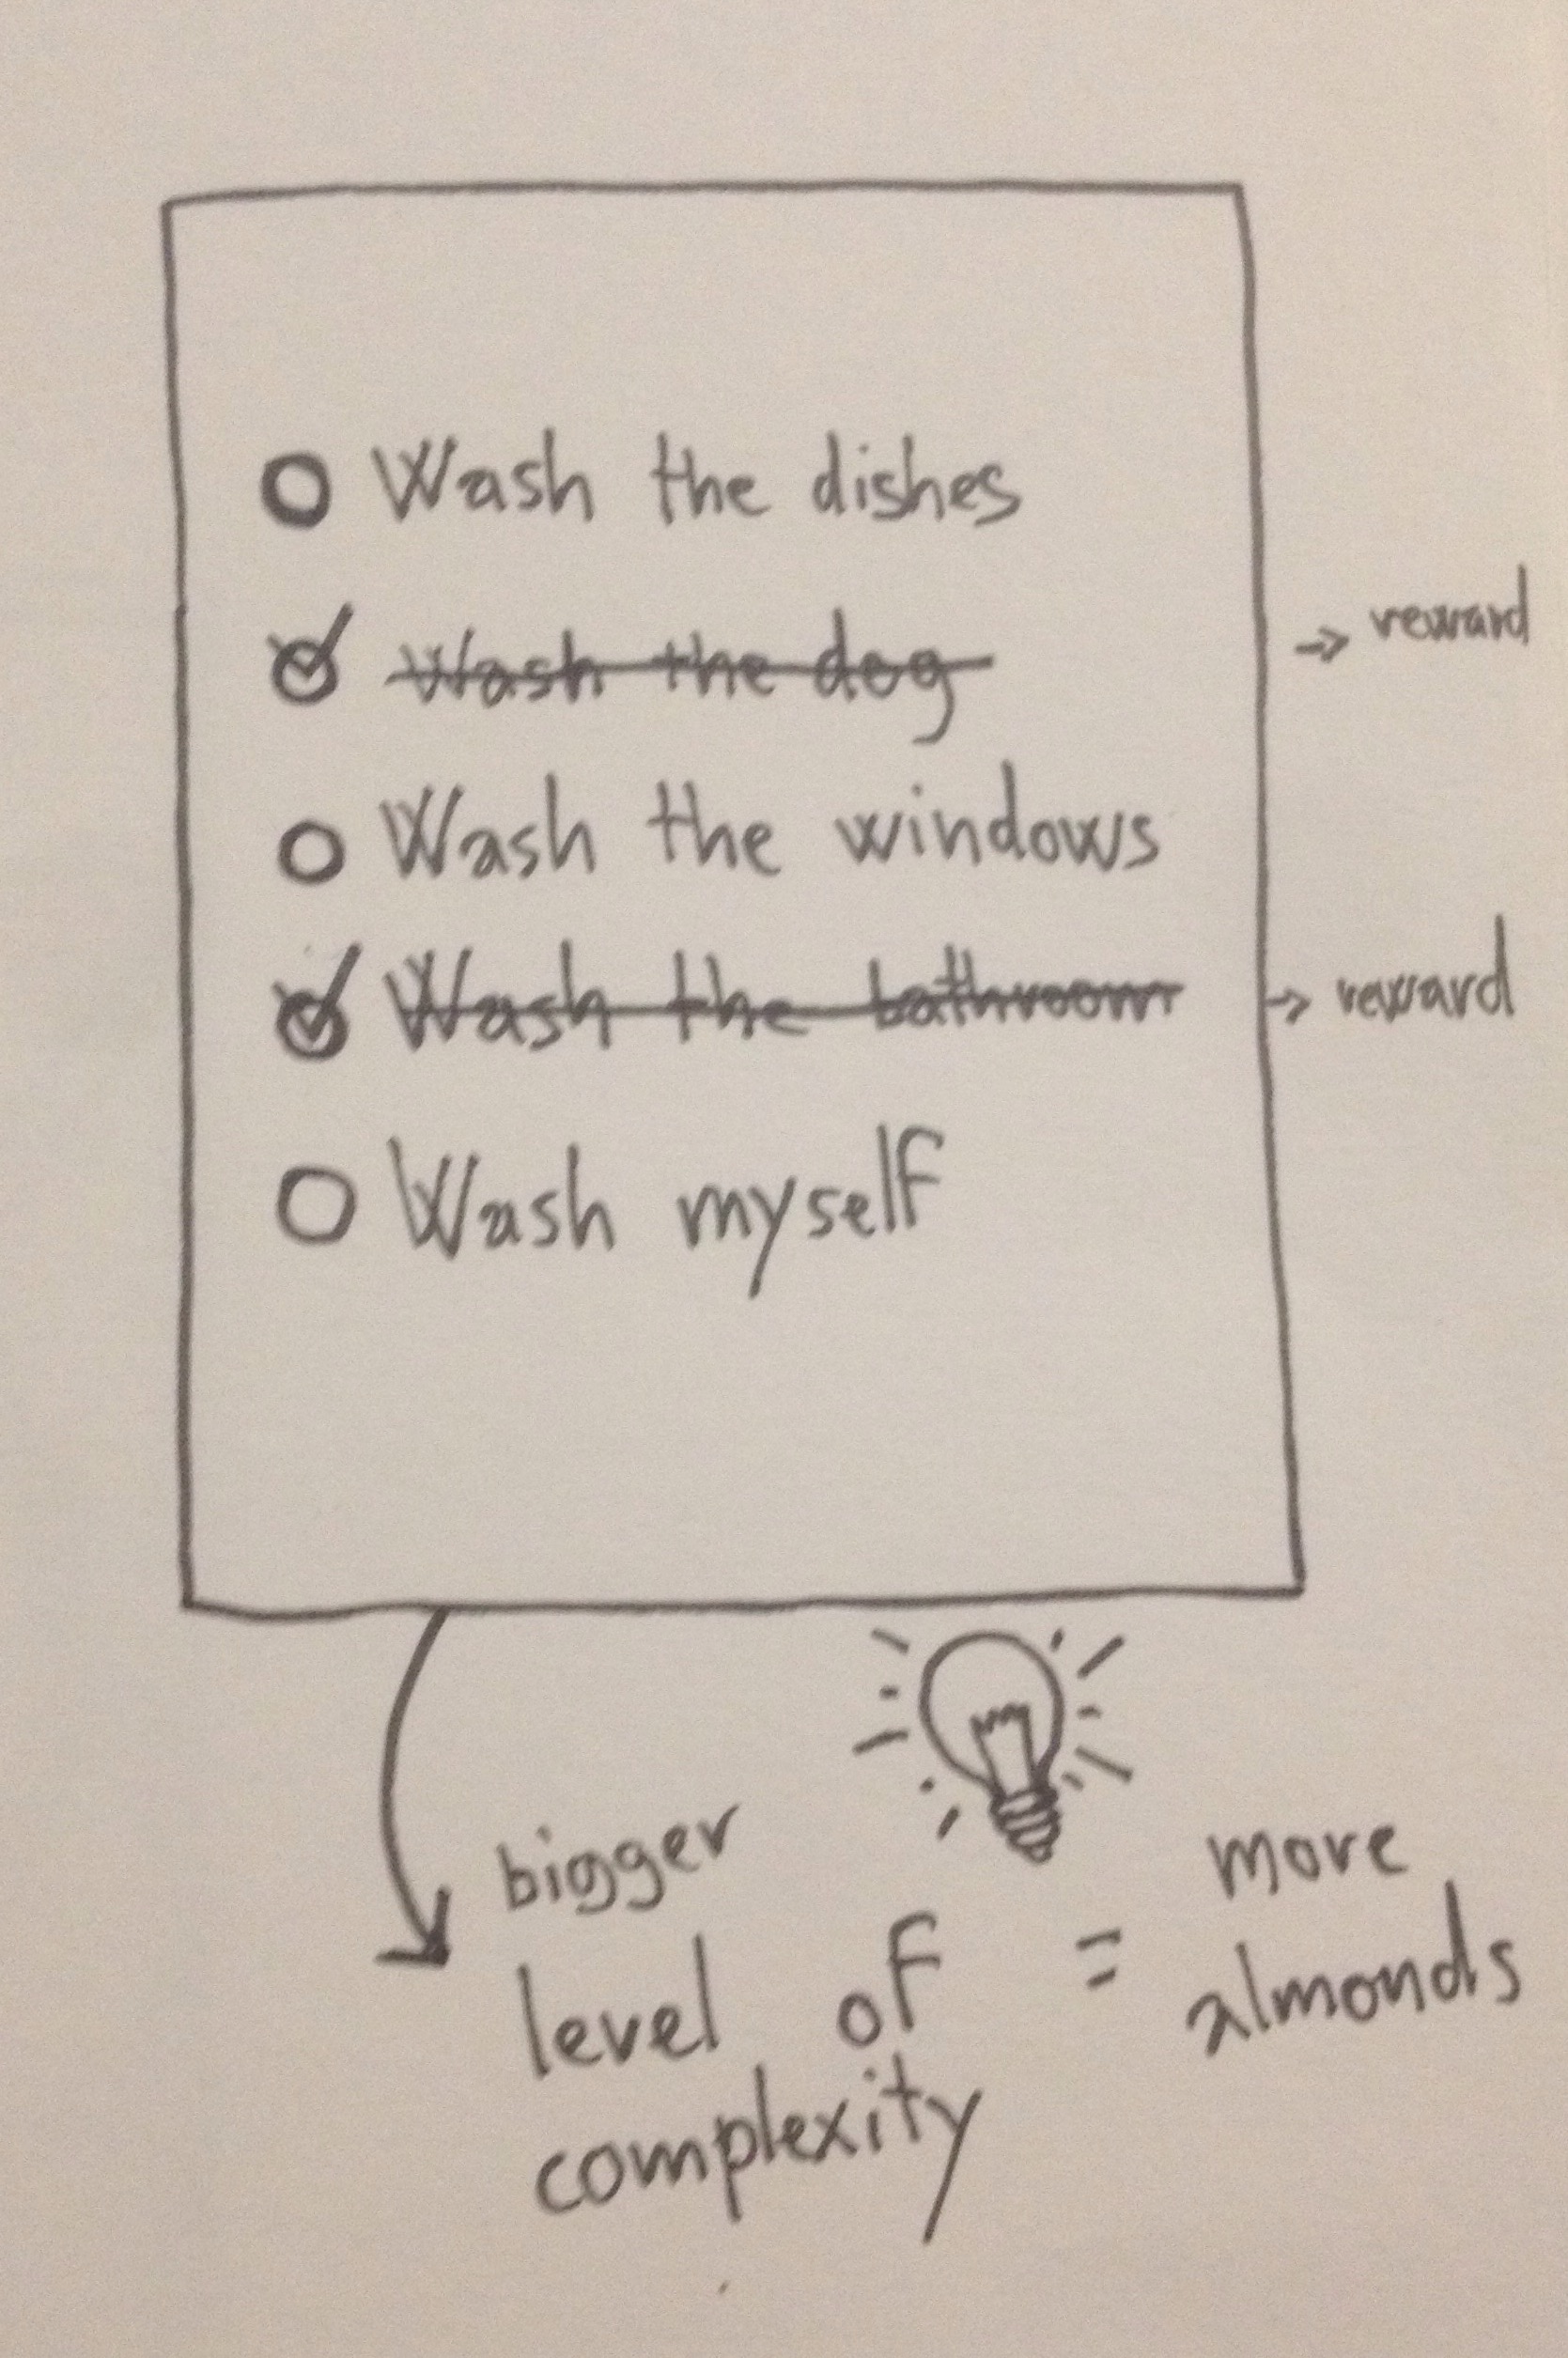 Wash the dishes
Wash the dog
→ reward
Wash the windows
Wash the bathroom
→ reward
Wash myself
bigger
level of
complexity
=
more
almonds